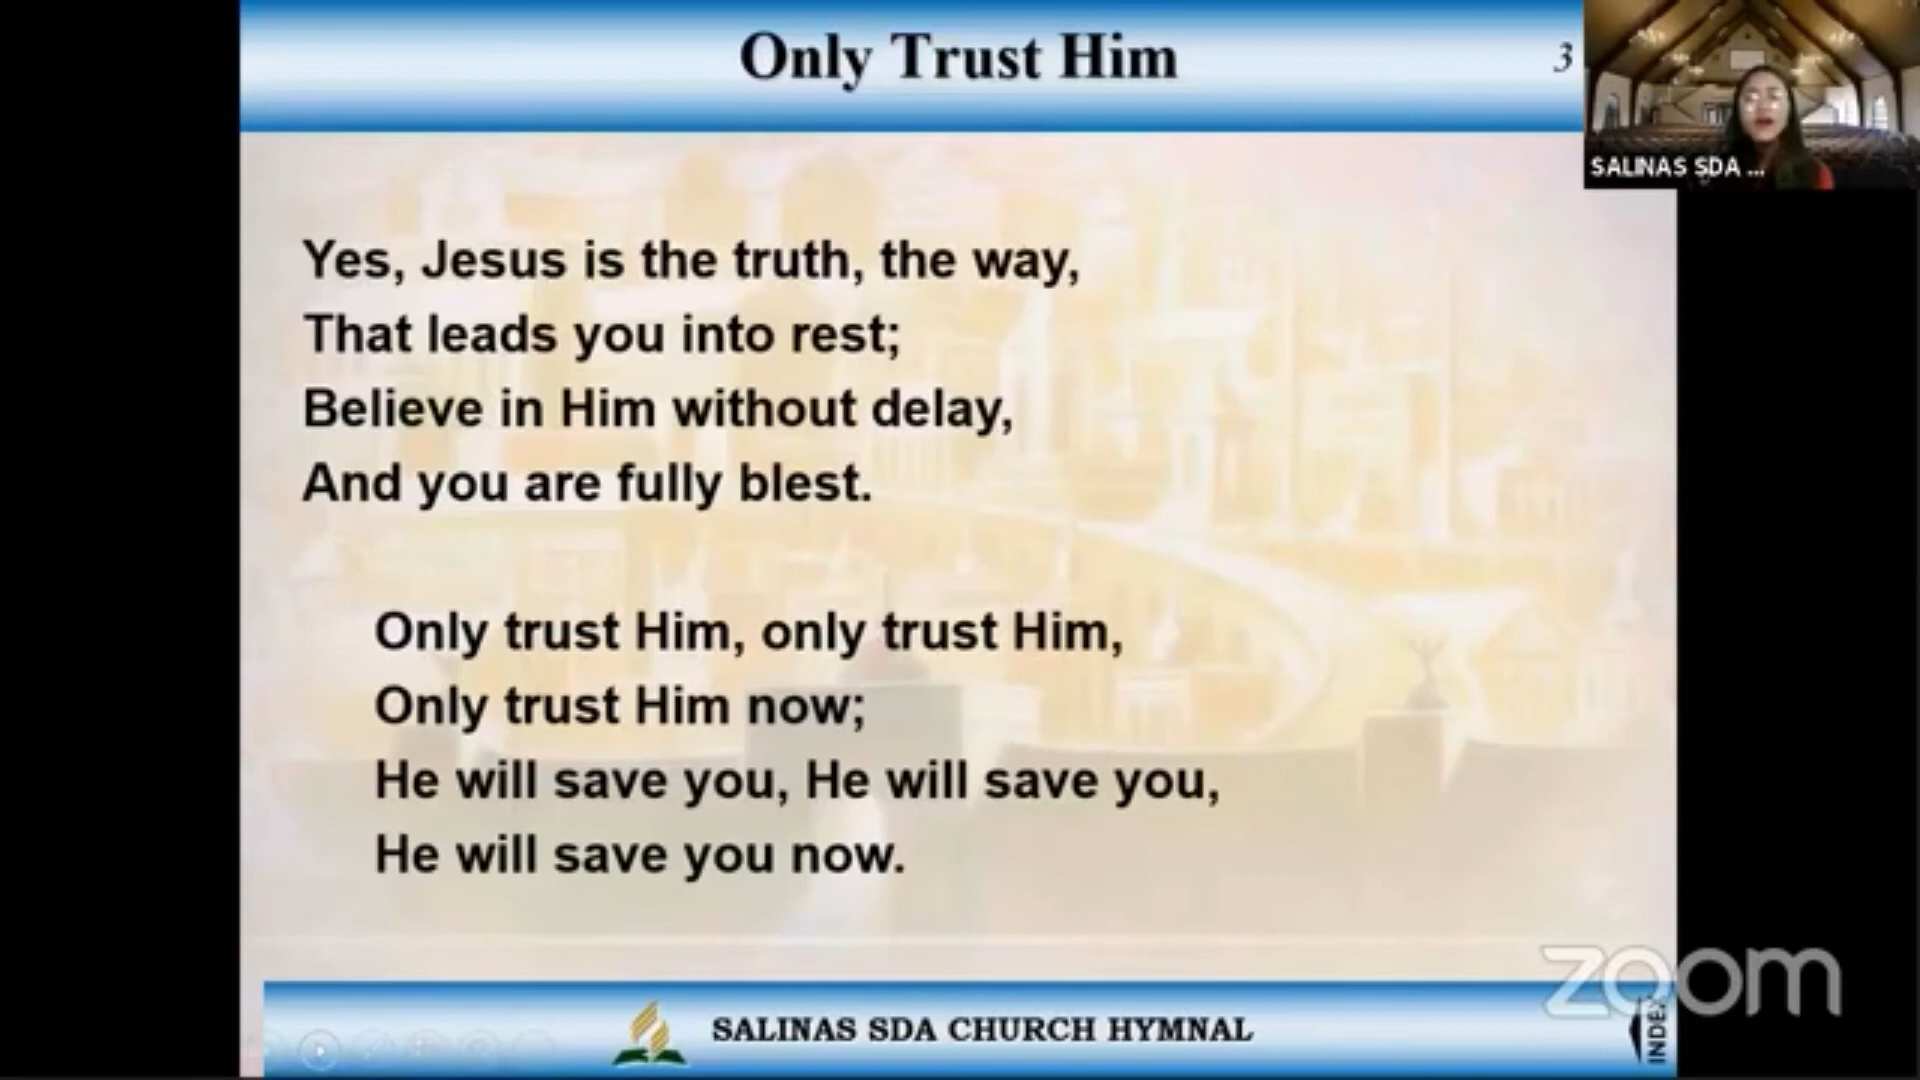 Only Trust Him
3
SALINAS SDA ...
Yes, Jesus is the truth, the way,
That leads you into rest;
Believe in Him without delay,
And you are fully blest.
Only trust Him, only trust Him,
Only trust Him now;
He will save you, He will save you,
He will save you now.
SALINAS SDA CHURCH HYMNAL
INDEX
zoom